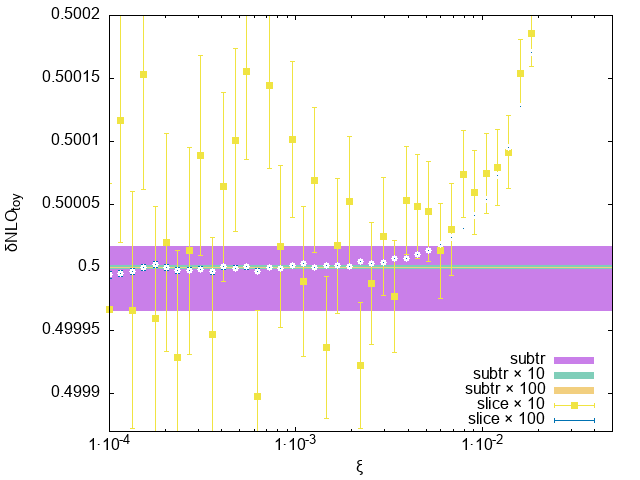 0.5002
0.50015
0.5001
0.50005
0.5
0.49995
0.4999
δNLOtoy
subtr
subtr × 10
subtr × 100
slice × 10
slice × 100
1·10-4
1·10-3
1·10-2
ξ